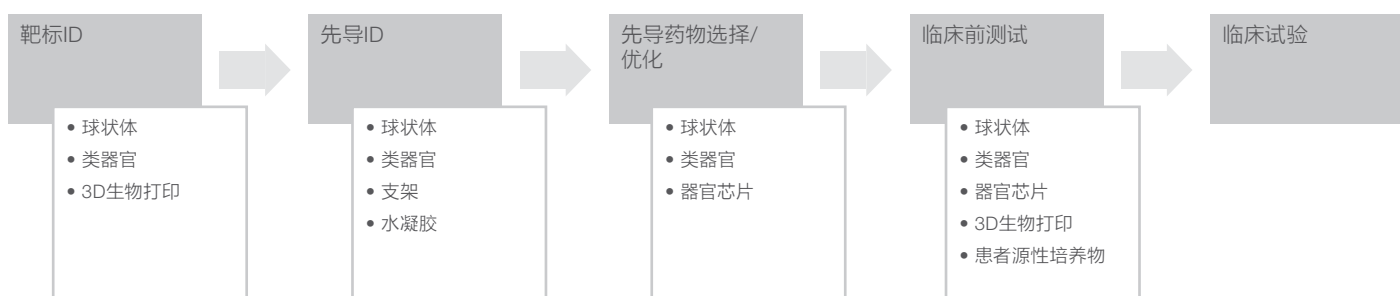 靶标ID
• 球状体
• 类器官
• 3D生物打印
先导ID
• 球状体
• 类器官
• 支架
• 水凝胶
先导药物选择/
优化
• 球状体
• 类器官
• 器官芯片
临床前测试
• 球状体
• 类器官
• 器官芯片
• 3D生物打印
• 患者源性培养物
临床试验